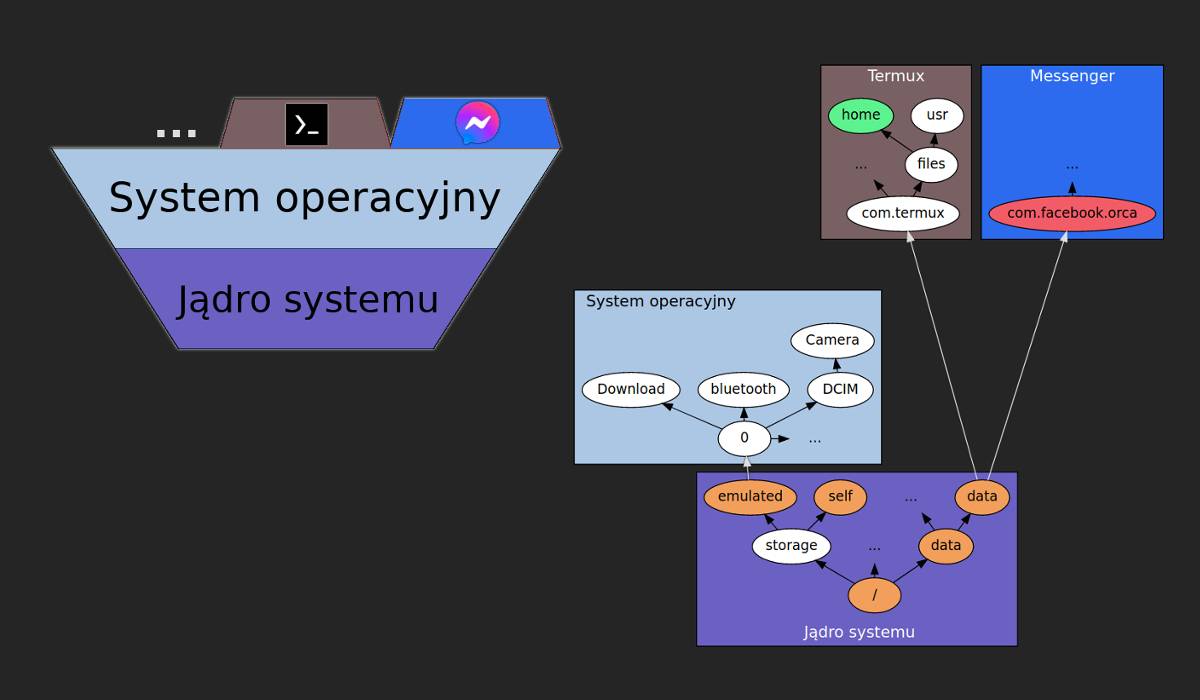 ...
>_
System operacyjny
Jądro systemu
Termux
home
usr
...
files
com.termux
Messenger
...
com.facebook.orca
System operacyjny
Camera
Download
bluetooth
DCIM
0
...
emulated
self
...
data
storage
...
data
/
Jądro systemu